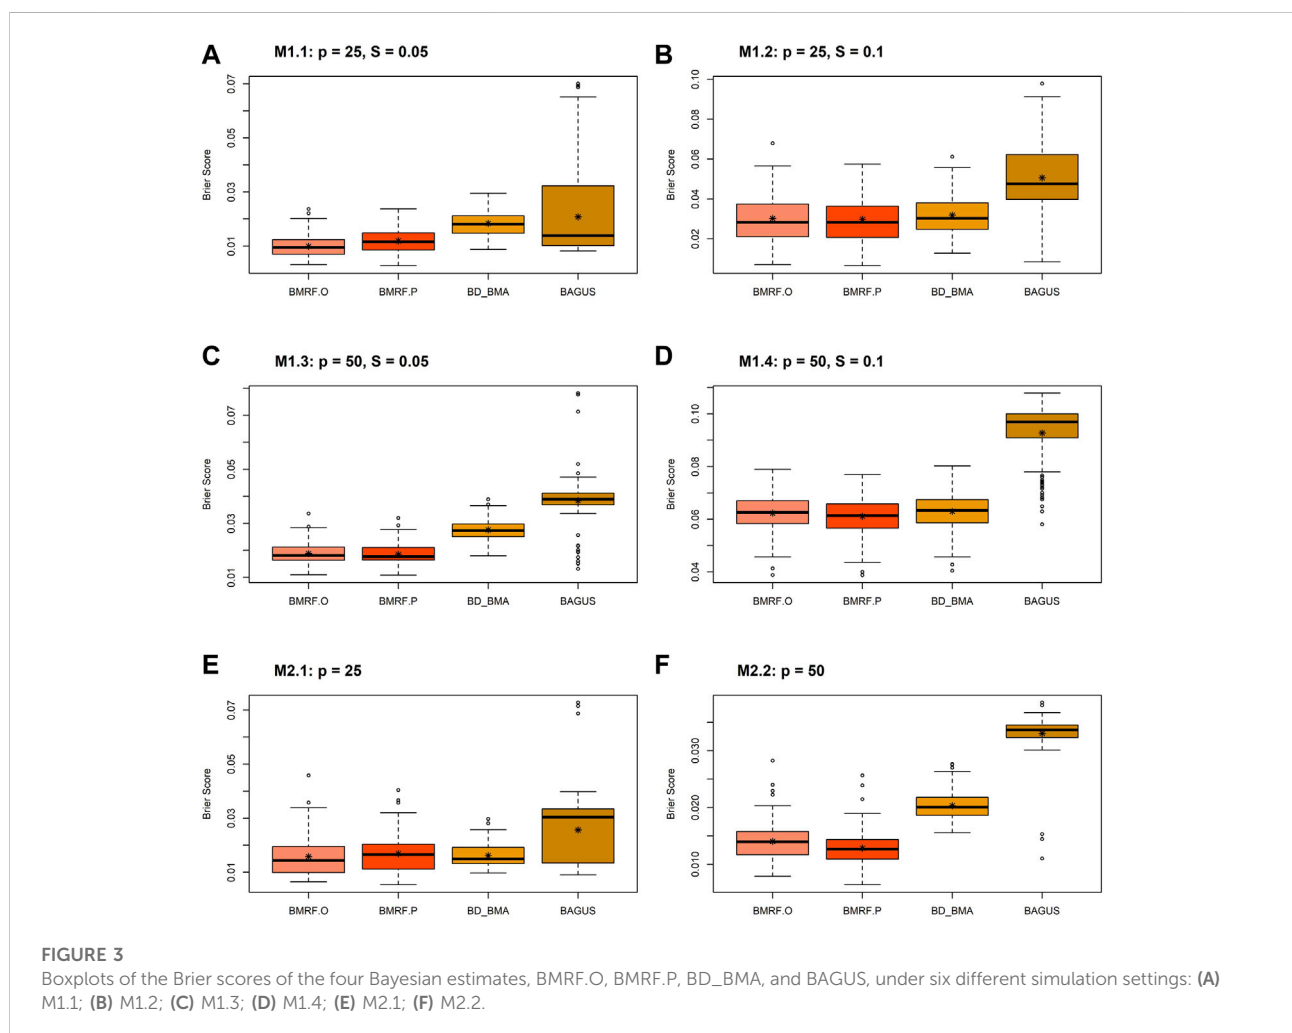 A
M1.1: p = 25, S = 0.05
Brier Score
0.07
0.05
0.03
0.01
BMRF.O BMRF.P BD_BMA BAGUS
B
M1.2: p = 25, S = 0.1
Brier Score
0.10
0.06
0.04
0.02
BMRF.O BMRF.P BD_BMA BAGUS
C
M1.3: p = 50, S = 0.05
Brier Score
0.07
0.05
0.03
0.01
BMRF.O BMRF.P BD_BMA BAGUS
D
M1.4: p = 50, S = 0.1
Brier Score
0.10
0.08
0.06
0.04
BMRF.O BMRF.P BD_BMA BAGUS
E
M2.1: p = 25
Brier Score
0.07
0.05
0.03
0.01
BMRF.O BMRF.P BD_BMA BAGUS
F
M2.2: p = 50
Brier Score
0.030
0.020
0.010
BMRF.O BMRF.P BD_BMA BAGUS
FIGURE 3
Boxplots of the Brier scores of the four Bayesian estimates, BMRF.O, BMRF.P, BD_BMA, and BAGUS, under six different simulation settings: (A)
M1.1; (B) M1.2; (C) M1.3; (D) M1.4; (E) M2.1; (F) M2.2.